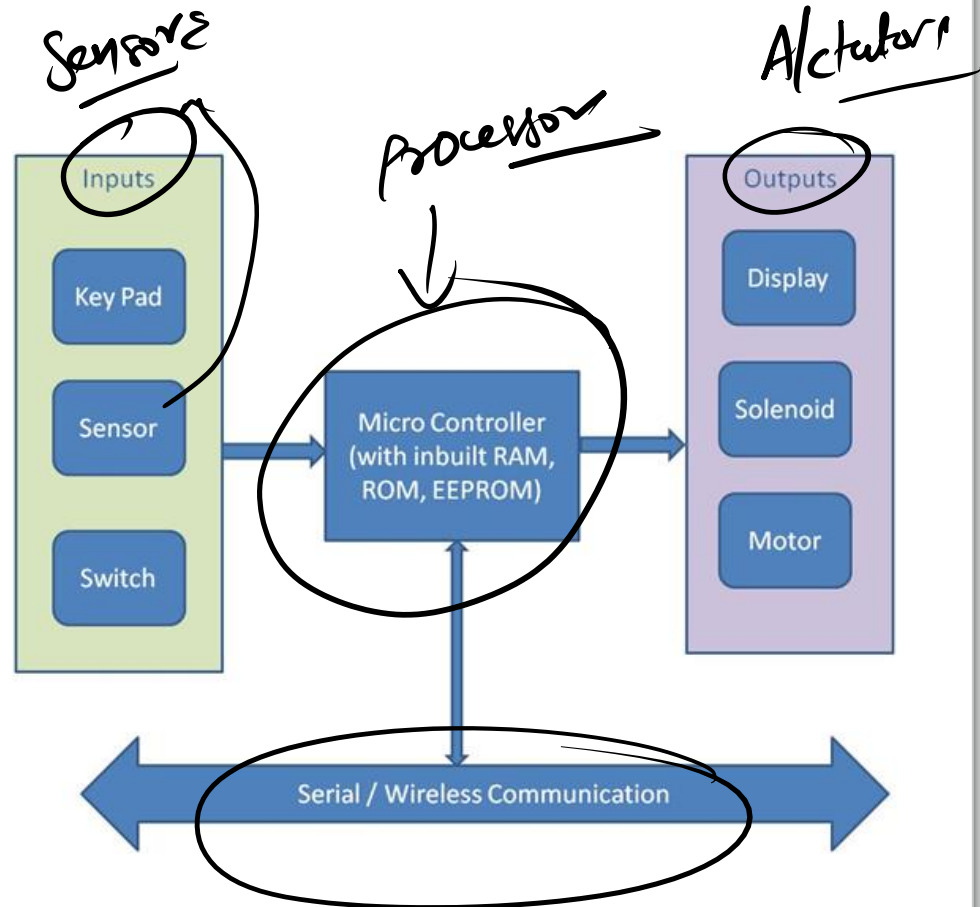 Sensors
A/ctutors
Processor
Inputs
Outputs
Key Pad
Display
Sensor
Micro Controller
(with inbuilt RAM,
ROM, EEPROM)
Solenoid
Switch
Motor
Serial / Wireless Communication